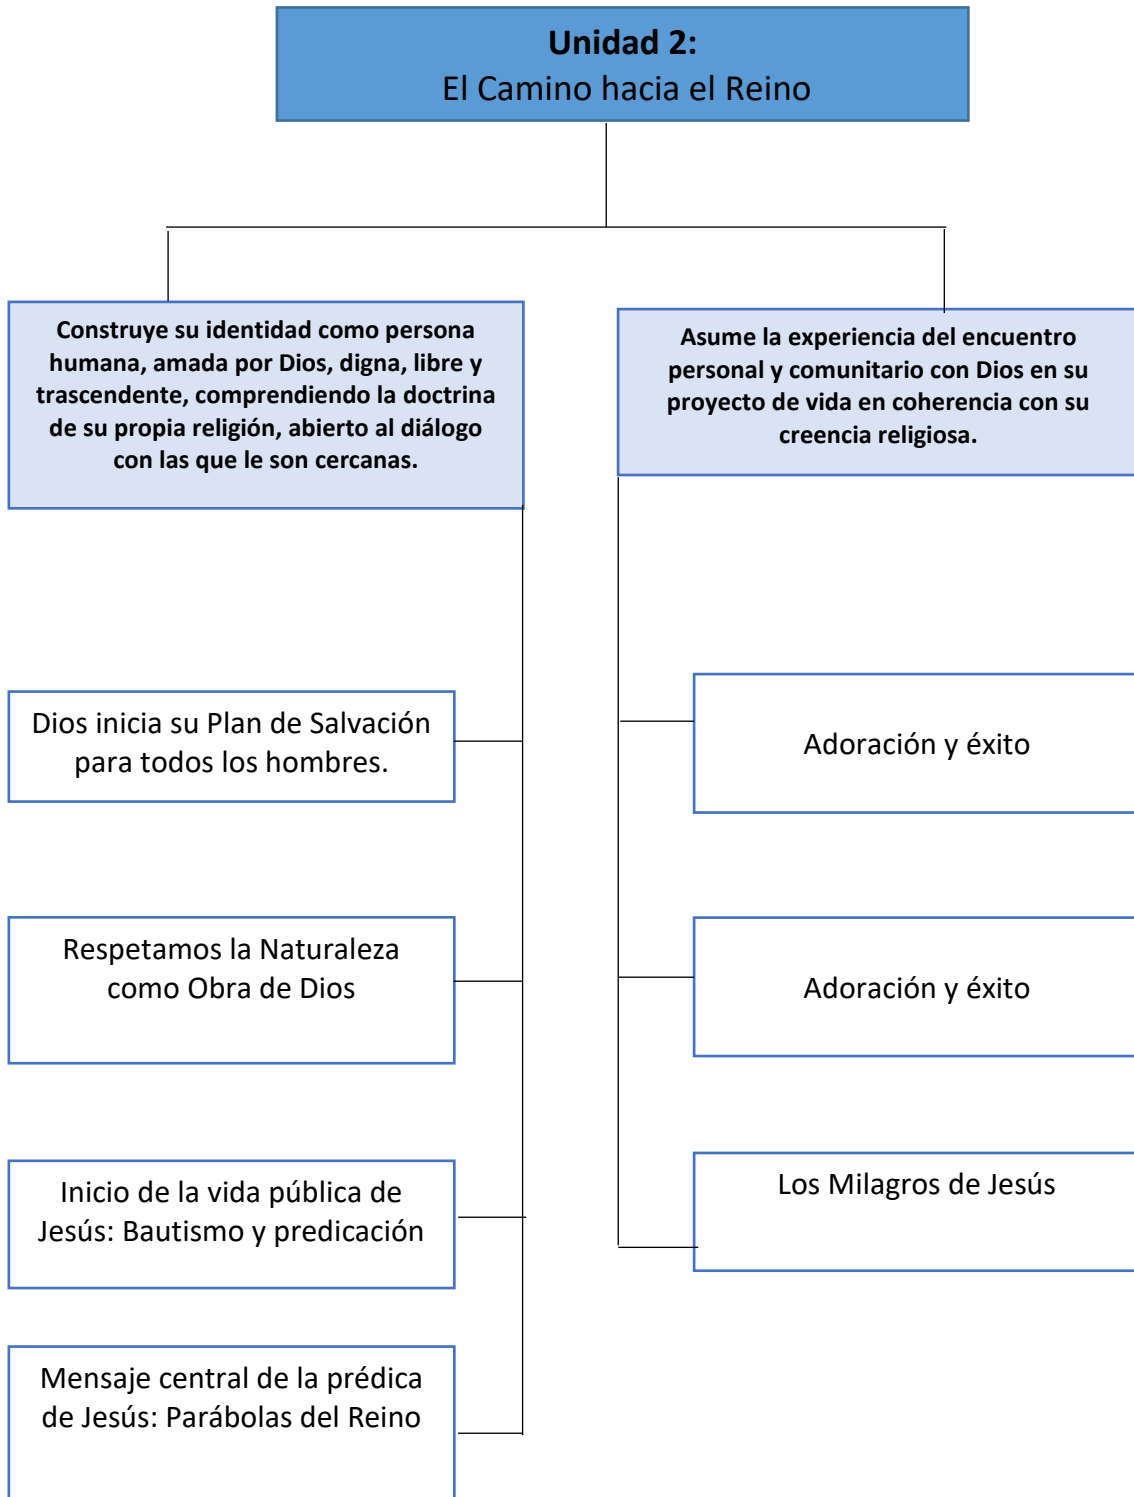 Unidad 2:
El Camino hacia el Reino
Construye su identidad como persona
humana, amada por Dios, digna, libre y
trascendente, comprendiendo la doctrina
de su propia religión, abierto al diálogo
con las que le son cercanas.
Dios inicia su Plan de Salvación
para todos los hombres.
Respetamos la Naturaleza
como Obra de Dios
Inicio de la vida pública de
Jesús: Bautismo y predicación
Mensaje central de la prédica
de Jesús: Parábolas del Reino
Asume la experiencia del encuentro
personal y comunitario con Dios en su
proyecto de vida en coherencia con su
creencia religiosa.
Adoración y éxito
Adoración y éxito
Los Milagros de Jesús